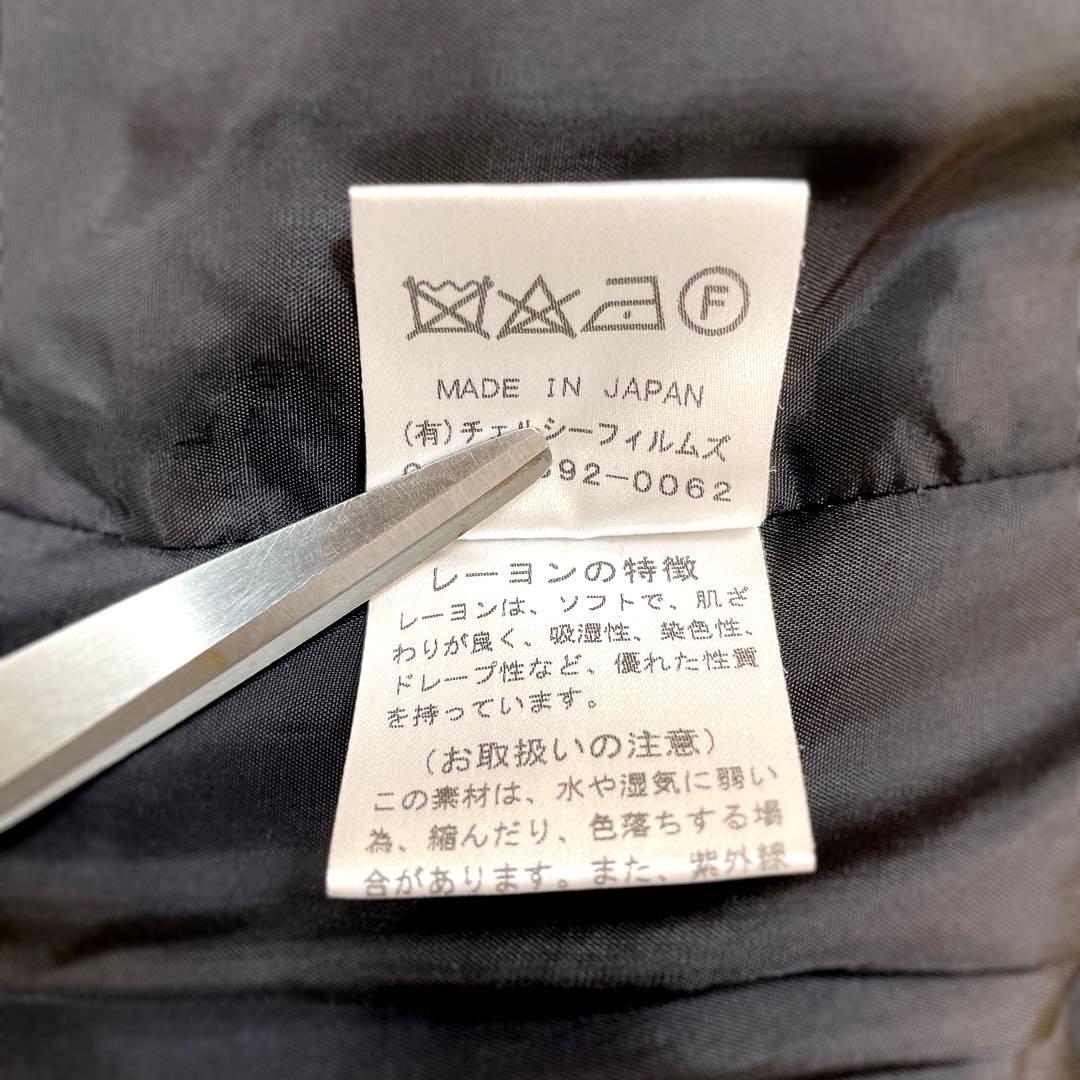 F
MADE IN JAPAN
(有)チェルシーフィルムズ
92-0062
レーヨンの特徴
レーヨンは、ソフトで、肌ざ
わりが良く、吸湿性、染色性、
ドレープ性など、優れた性質
を持っています。
(お取扱いの注意)
この素材は、水や湿気に弱い
為、縮んだり、色落ちする場
合があります。また、紫外線